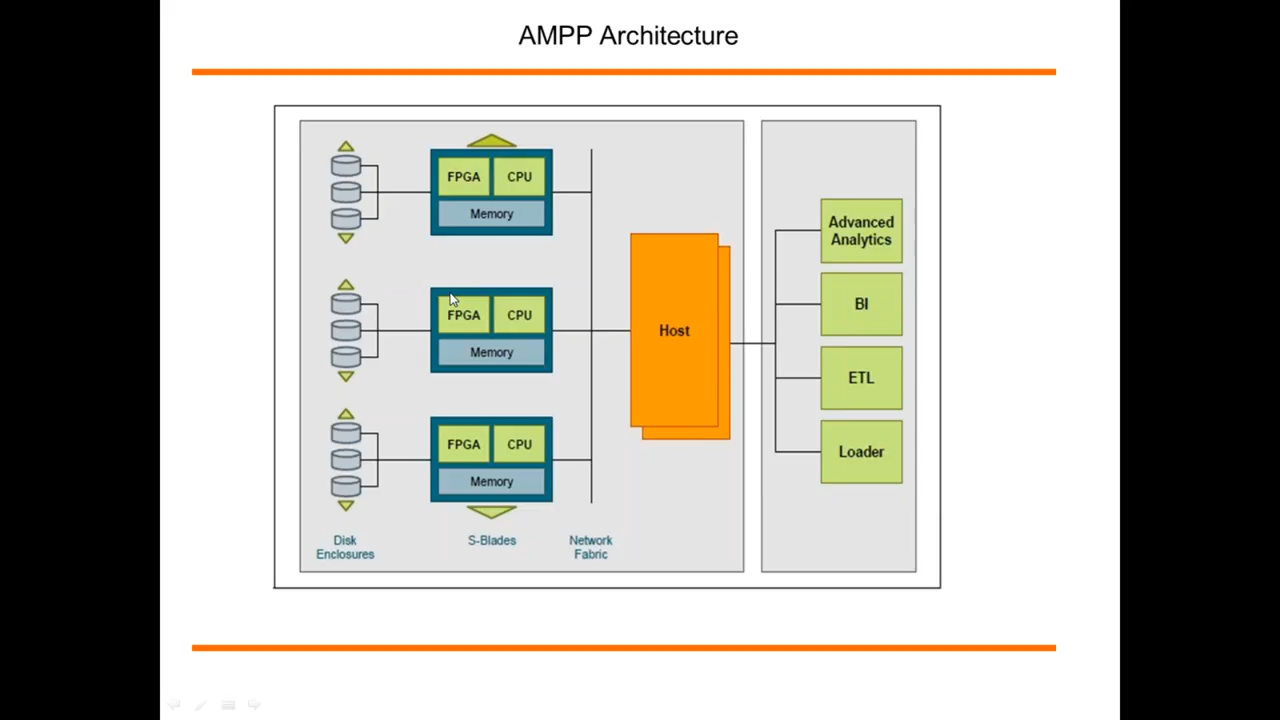 AMPP Architecture
FPGA CPU
Memory
FPGA CPU
Memory
FPGA CPU
Memory
Disk
Enclosures
S-Blades
Network
Fabric
Host
Advanced
Analytics
BI
ETL
Loader